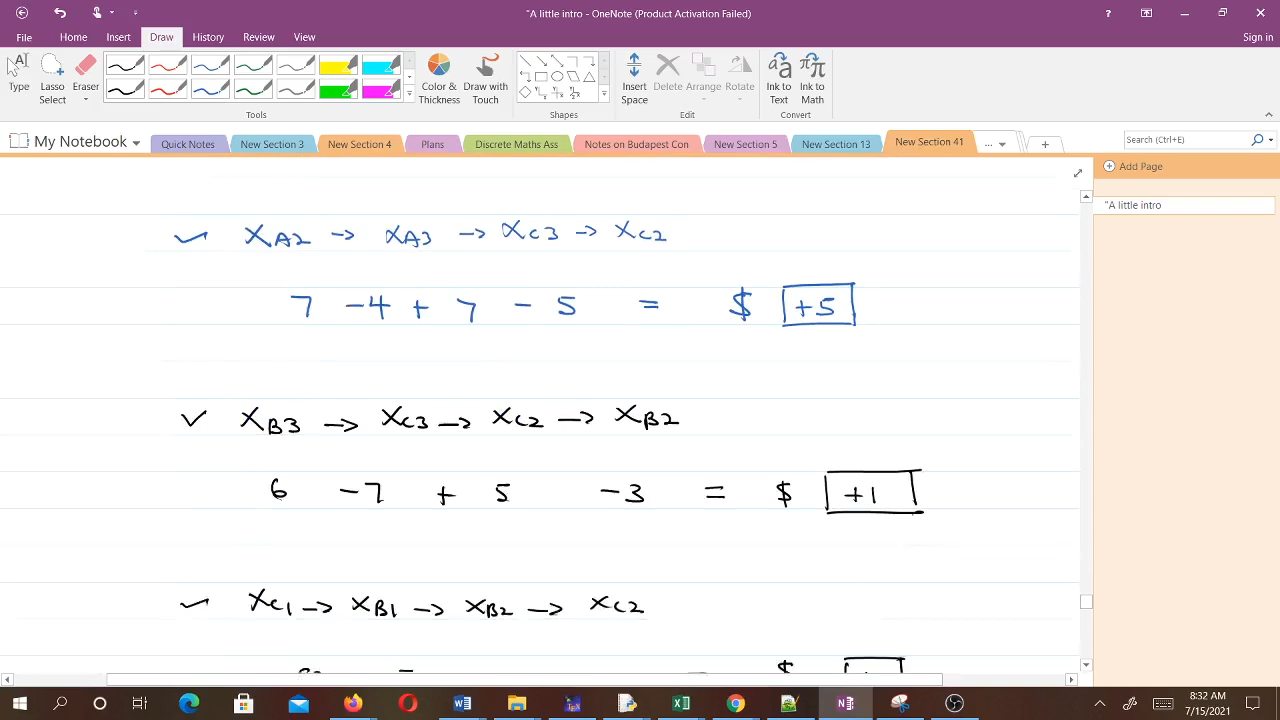 "A little intro - OneNote (Product Activation Failed)
File Home Insert Draw History Review View Sign in
Type
Lasso Select
Eraser
Color & Thickness
Draw with Touch
Insert Space
Delete Arrange Rotate
Ink to Text
Ink to Math
Tools Shapes Edit Convert
My Notebook Quick Notes New Section 3 New Section 4 Plans Discrete Maths Ass Notes on Budapest Con New Section 5 New Section 13 New Section 41 ... Search (Ctrl+E)
Add Page
"A little intro
✓ XA2 → XA3 → XC3 → XC2
7 -4 + 7 - 5 = $ +5
✓ XB3 → XC3 → XC2 → XB2
6 -7 + 5 -3 = $ +1
✓ XC1 → XB1 → XB2 → XC2
8:32 AM
7/15/2021